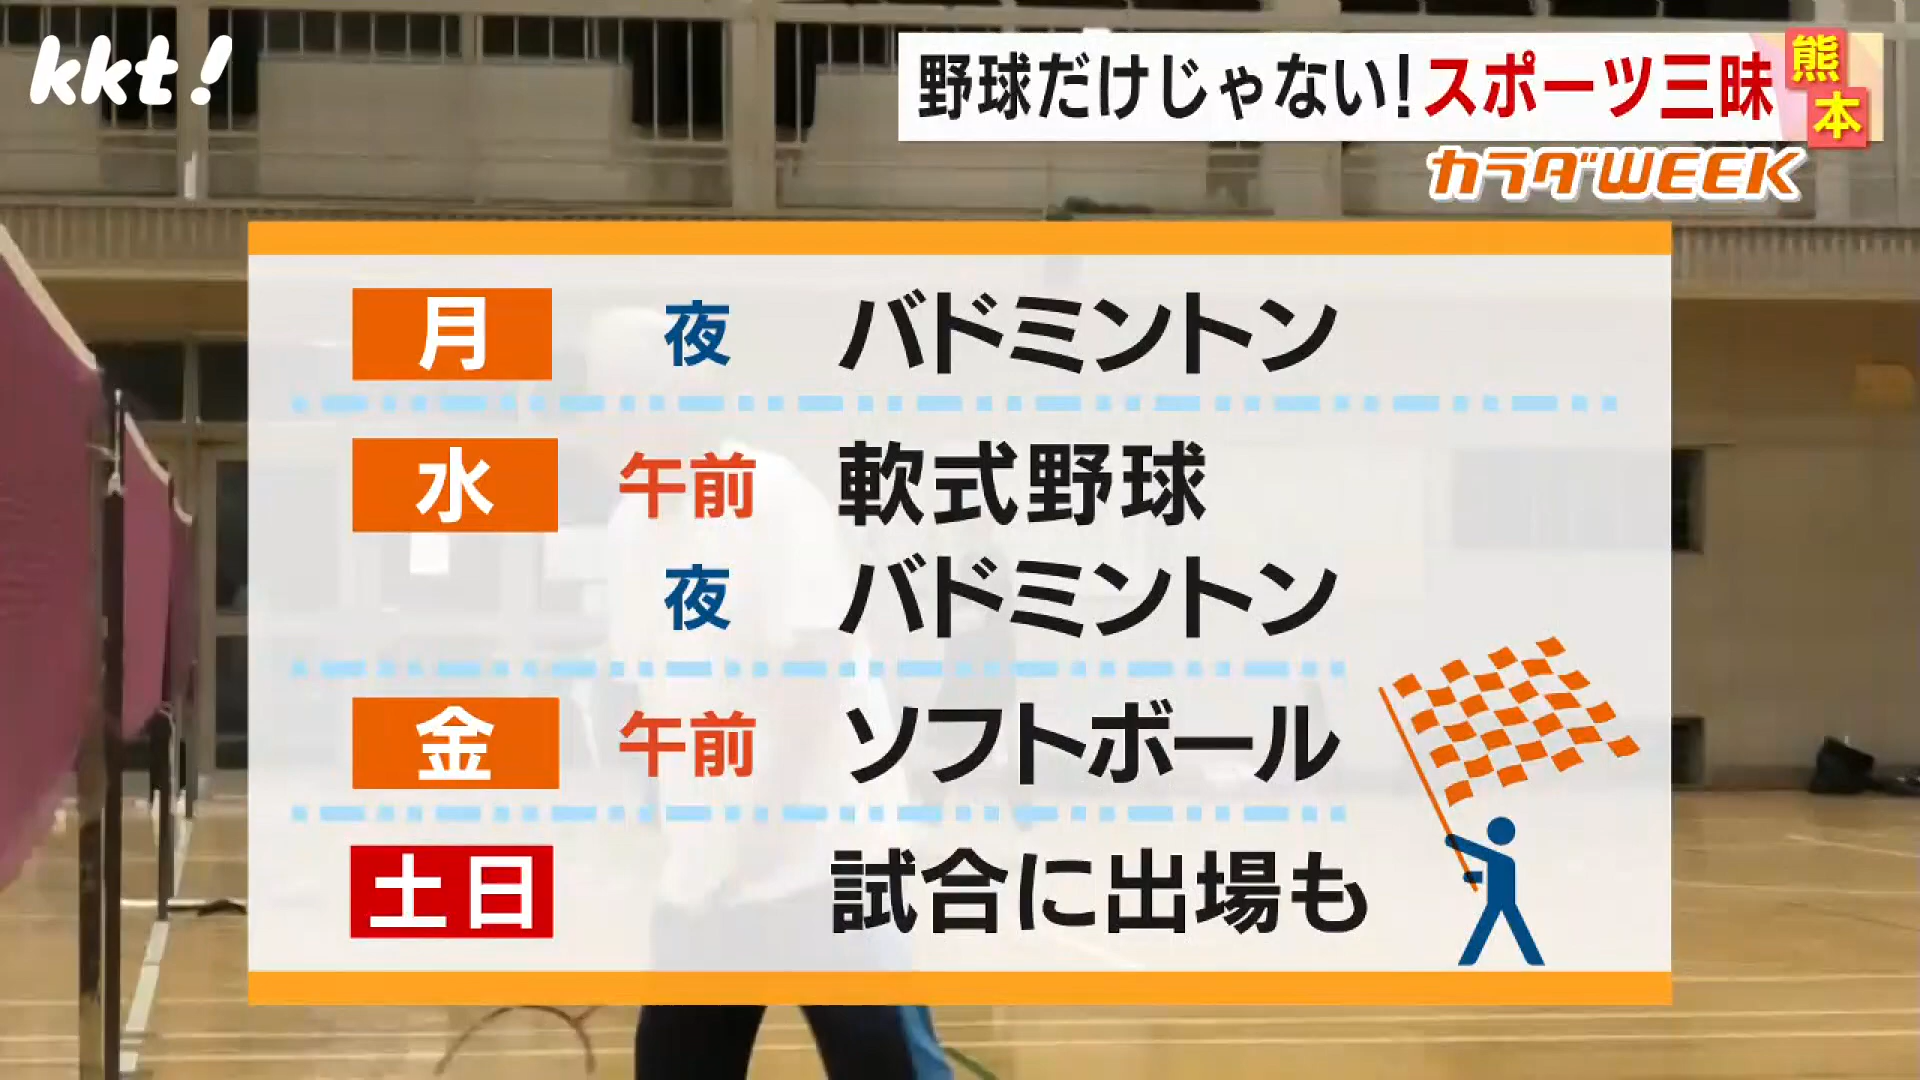 kkt!
野球だけじゃない!スポーツ三昧
熊本
カラダWEEK
月 夜 バドミントン
水 午前 軟式野球
夜 バドミントン
金 午前 ソフトボール
土日 試合に出場も